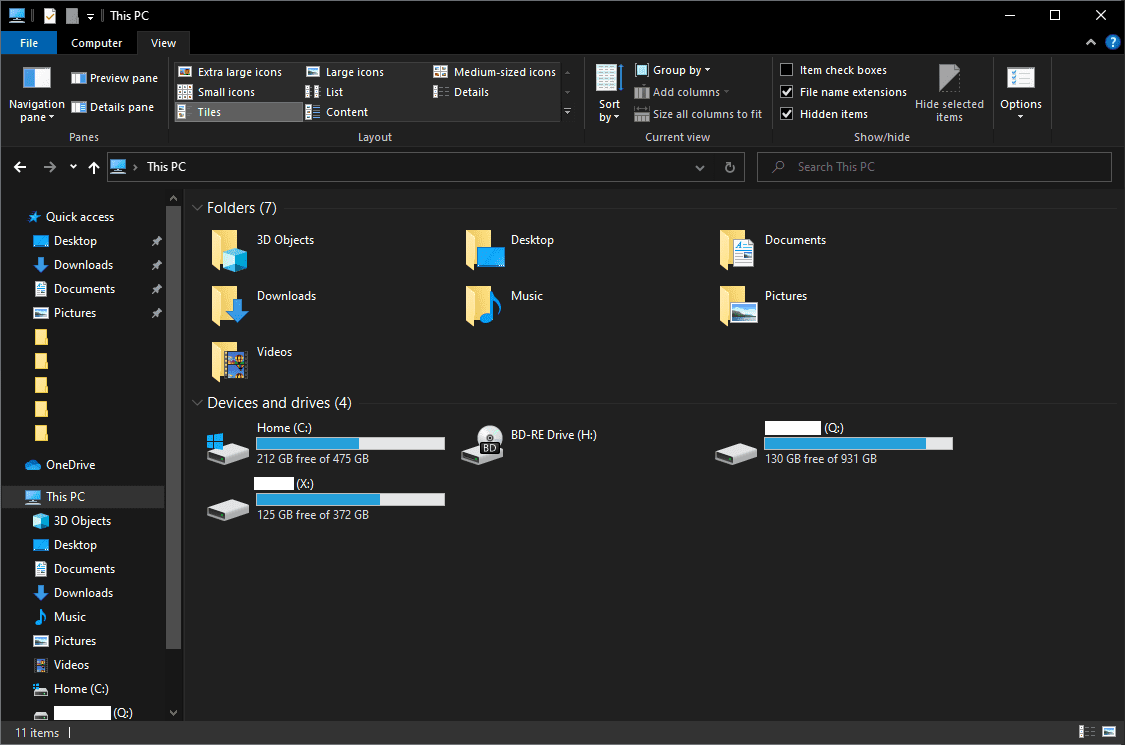 This PC
File Computer View
Navigation pane
Preview pane
Details pane
Panes
Extra large icons Large icons Medium-sized icons
Small icons List Details
Tiles Content
Layout
Sort by
Group by
Add columns
Size all columns to fit
Current view
Item check boxes
File name extensions
Hidden items
Hide selected items
Show/hide
Options
This PC
Search This PC
Quick access
Desktop
Downloads
Documents
Pictures
OneDrive
This PC
3D Objects
Desktop
Documents
Downloads
Music
Pictures
Videos
Home (C:)
(Q:)
Folders (7)
3D Objects Desktop Documents
Downloads Music Pictures
Videos
Devices and drives (4)
Home (C:)
212 GB free of 475 GB
BD
BD-RE Drive (H:)
(Q:)
130 GB free of 931 GB
(X:)
125 GB free of 372 GB
11 items